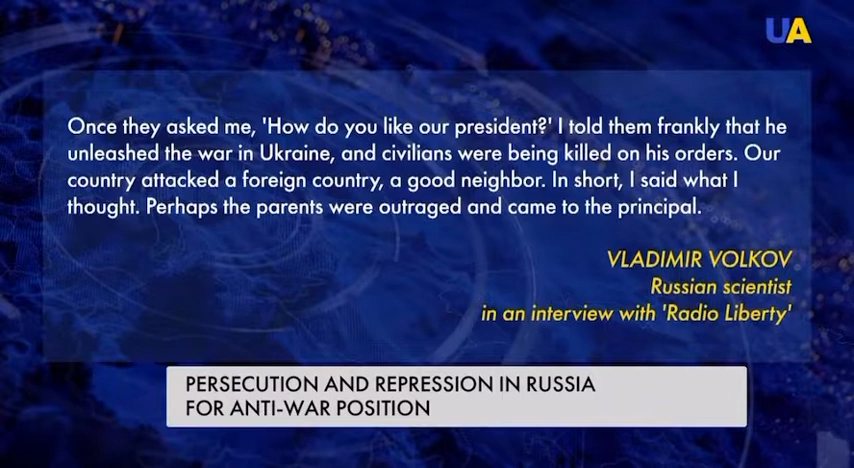 UA
Once they asked me, 'How do you like our president?' I told them frankly that he
unleashed the war in Ukraine, and civilians were being killed on his orders. Our
country attacked a foreign country, a good neighbor. In short, I said what I
thought. Perhaps the parents were outraged and came to the principal.
VLADIMIR VOLKOV
Russian scientist
in an interview with 'Radio Liberty'
PERSECUTION AND REPRESSION IN RUSSIA
FOR ANTI-WAR POSITION